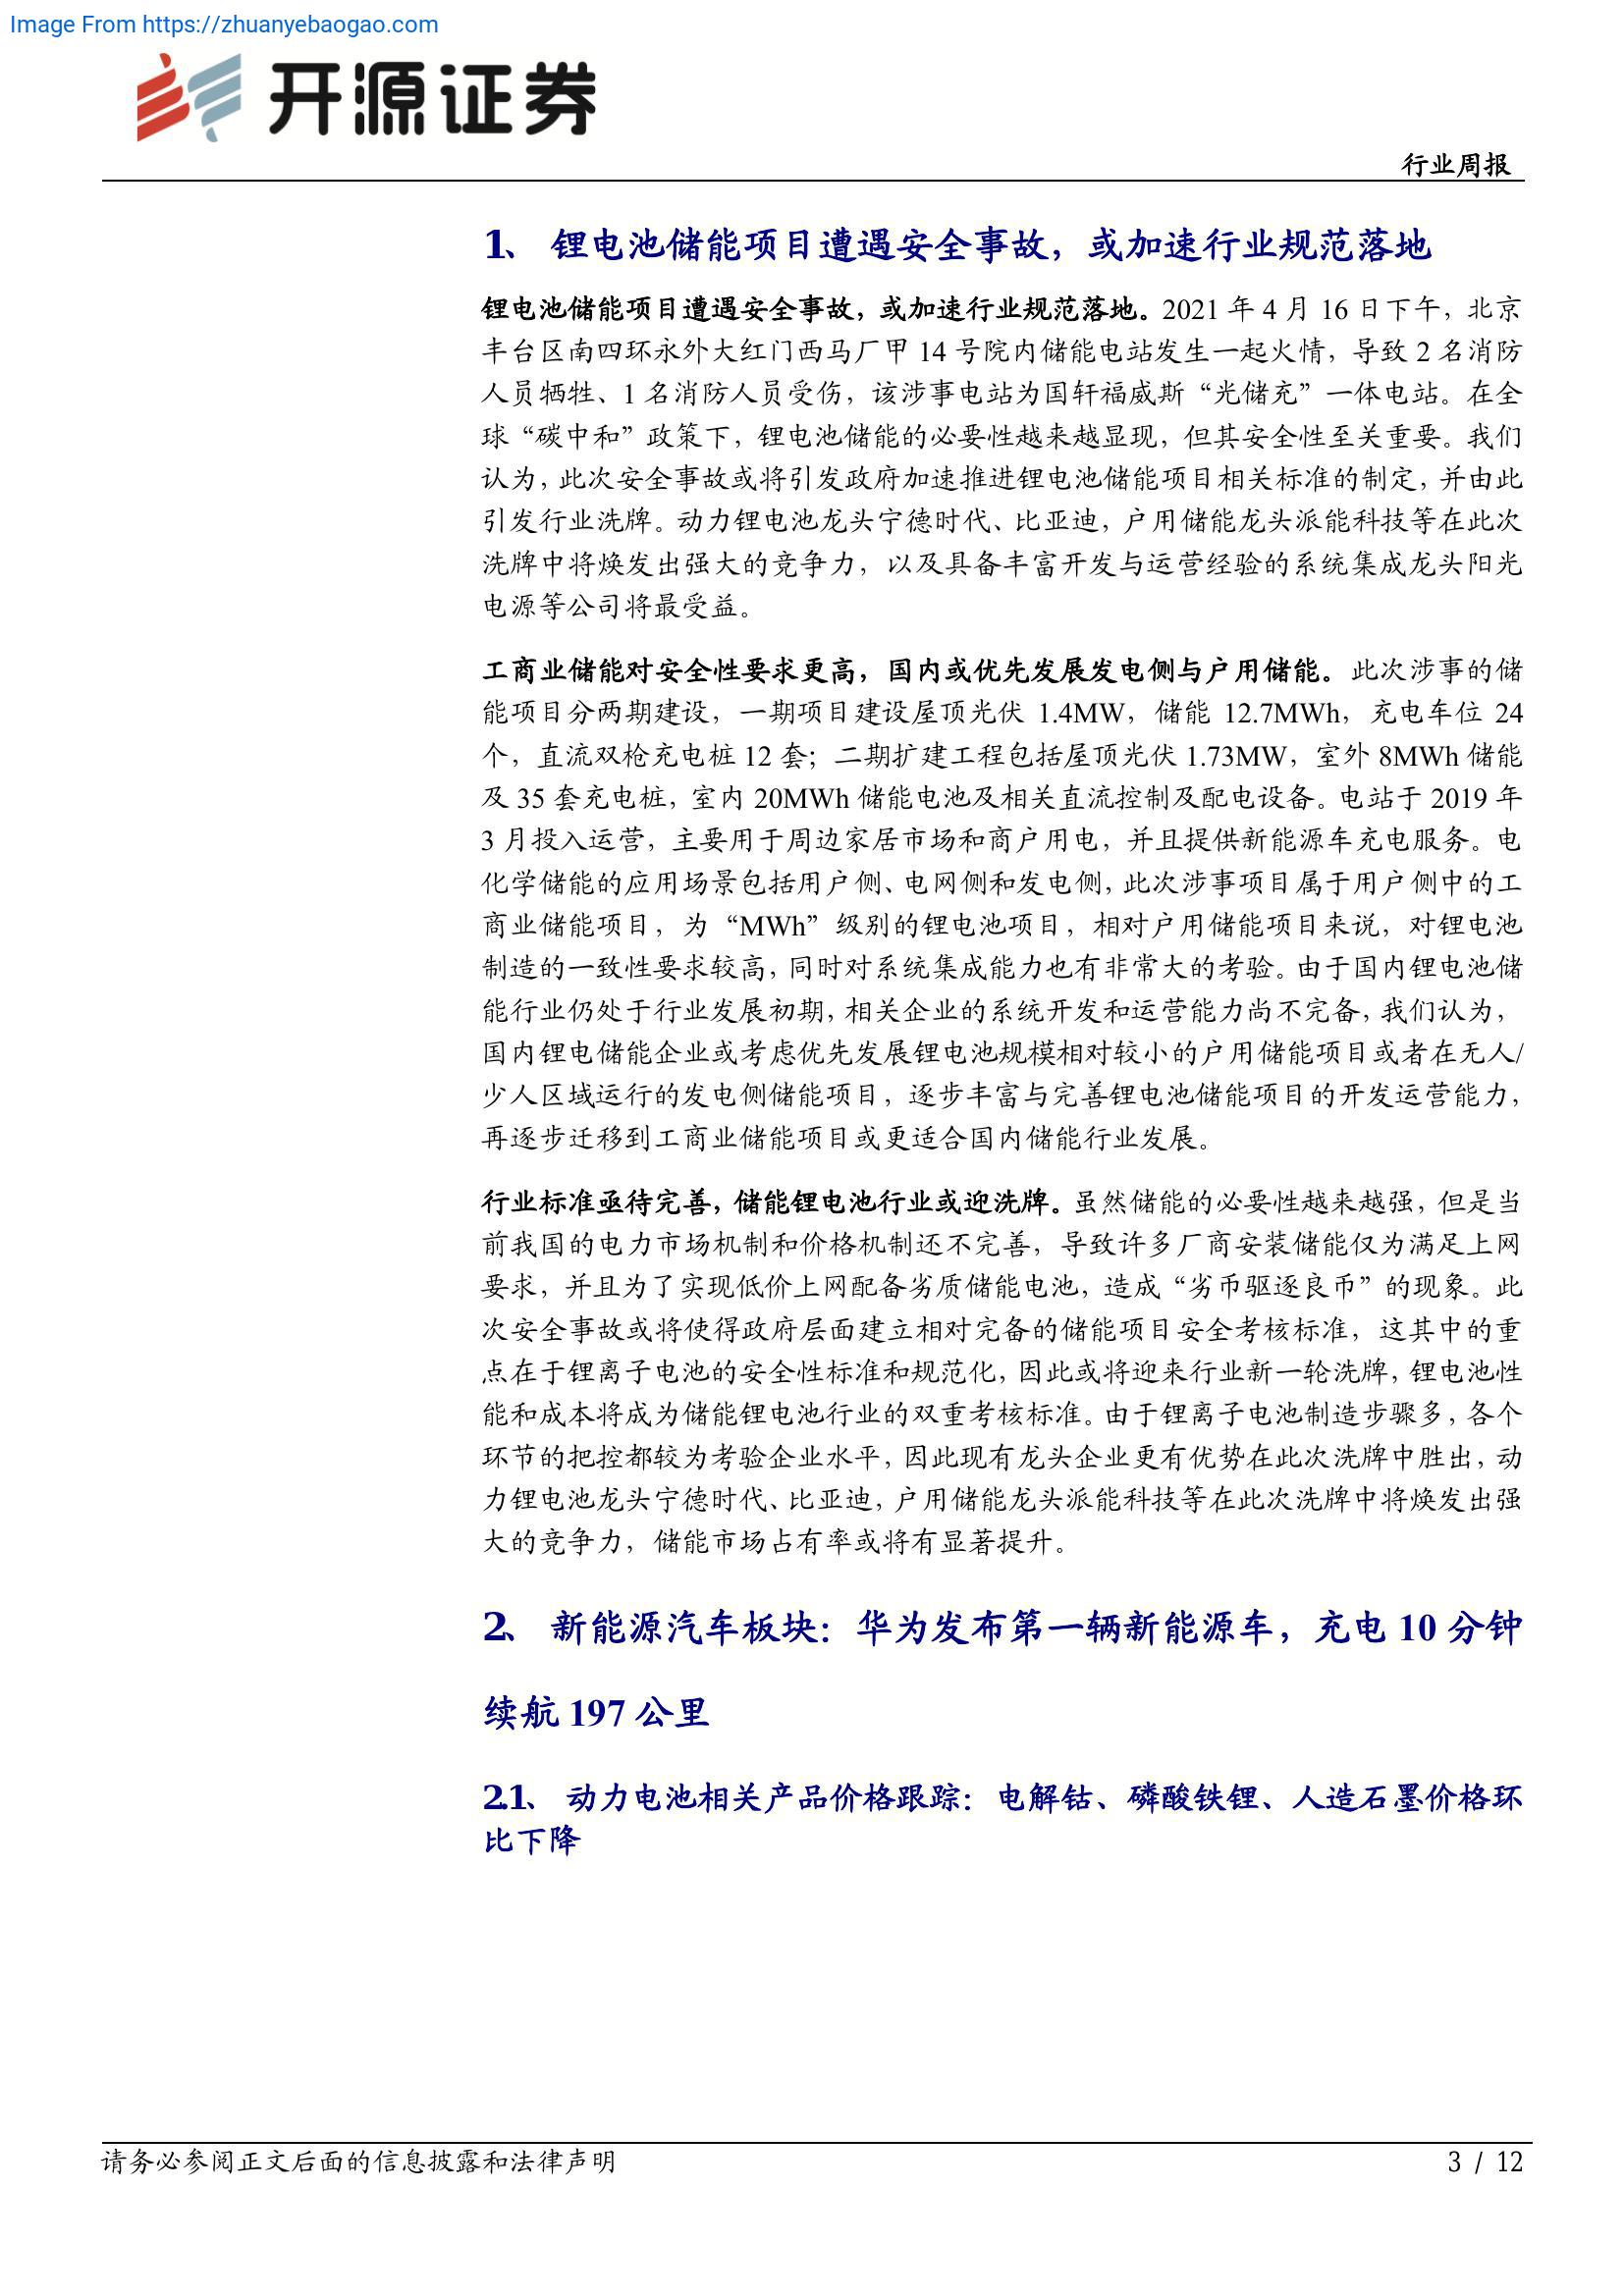 Image From https://zhuanyebaogao.com
开源证券
行业周报
1、 锂电池储能项目遭遇安全事故，或加速行业规范落地
锂电池储能项目遭遇安全事故，或加速行业规范落地。2021 年 4 月 16 日下午，北京
丰台区南四环永外大红门西马厂甲 14 号院内储能电站发生一起火情，导致 2 名消防
人员牺牲、1 名消防人员受伤，该涉事电站为国轩福威斯“光储充”一体电站。在全
球“碳中和”政策下，锂电池储能的必要性越来越显现，但其安全性至关重要。我们
认为，此次安全事故或将引发政府加速推进锂电池储能项目相关标准的制定，并由此
引发行业洗牌。动力锂电池龙头宁德时代、比亚迪，户用储能龙头派能科技等在此次
洗牌中将焕发出强大的竞争力，以及具备丰富开发与运营经验的系统集成龙头阳光
电源等公司将最受益。
工商业储能对安全性要求更高，国内或优先发展发电侧与户用储能。此次涉事的储
能项目分两期建设，一期项目建设屋顶光伏 1.4MW，储能 12.7MWh，充电车位 24
个，直流双枪充电桩 12 套；二期扩建工程包括屋顶光伏 1.73MW，室外 8MWh 储能
及 35 套充电桩，室内 20MWh 储能电池及相关直流控制及配电设备。电站于 2019 年
3 月投入运营，主要用于周边家居市场和商户用电，并且提供新能源车充电服务。电
化学储能的应用场景包括用户侧、电网侧和发电侧，此次涉事项目属于用户侧中的工
商业储能项目，为“MWh”级别的锂电池项目，相对户用储能项目来说，对锂电池
制造的一致性要求较高，同时对系统集成能力也有非常大的考验。由于国内锂电池储
能行业仍处于行业发展初期，相关企业的系统开发和运营能力尚不完备，我们认为，
国内锂电储能企业或考虑优先发展锂电池规模相对较小的户用储能项目或者在无人/
少人区域运行的发电侧储能项目，逐步丰富与完善锂电池储能项目的开发运营能力，
再逐步迁移到工商业储能项目或更适合国内储能行业发展。
行业标准亟待完善，储能锂电池行业或迎洗牌。虽然储能的必要性越来越强，但是当
前我国的电力市场机制和价格机制还不完善，导致许多厂商安装储能仅为满足上网
要求，并且为了实现低价上网配备劣质储能电池，造成“劣币驱逐良币”的现象。此
次安全事故或将使得政府层面建立相对完备的储能项目安全考核标准，这其中的重
点在于锂离子电池的安全性标准和规范化，因此或将迎来行业新一轮洗牌，锂电池性
能和成本将成为储能锂电池行业的双重考核标准。由于锂离子电池制造步骤多，各个
环节的把控都较为考验企业水平，因此现有龙头企业更有优势在此次洗牌中胜出，动
力锂电池龙头宁德时代、比亚迪，户用储能龙头派能科技等在此次洗牌中将焕发出强
大的竞争力，储能市场占有率或将有显著提升。
2、 新能源汽车板块：华为发布第一辆新能源车，充电 10 分钟
续航 197 公里
2.1、 动力电池相关产品价格跟踪：电解钴、磷酸铁锂、人造石墨价格环
比下降
请务必参阅正文后面的信息披露和法律声明
3 / 12